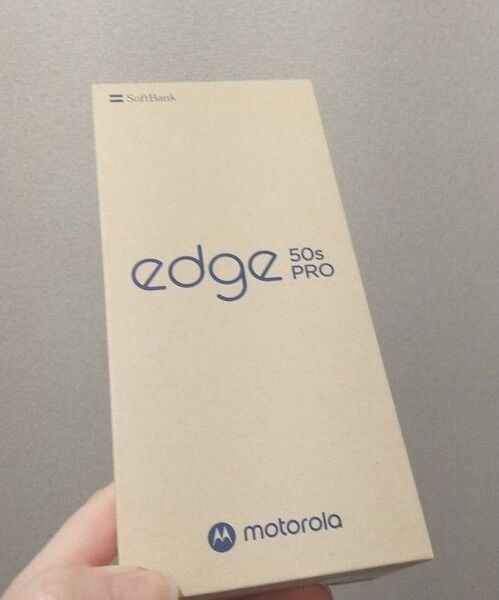 SoftBank
edge 50s
PRO
motorola